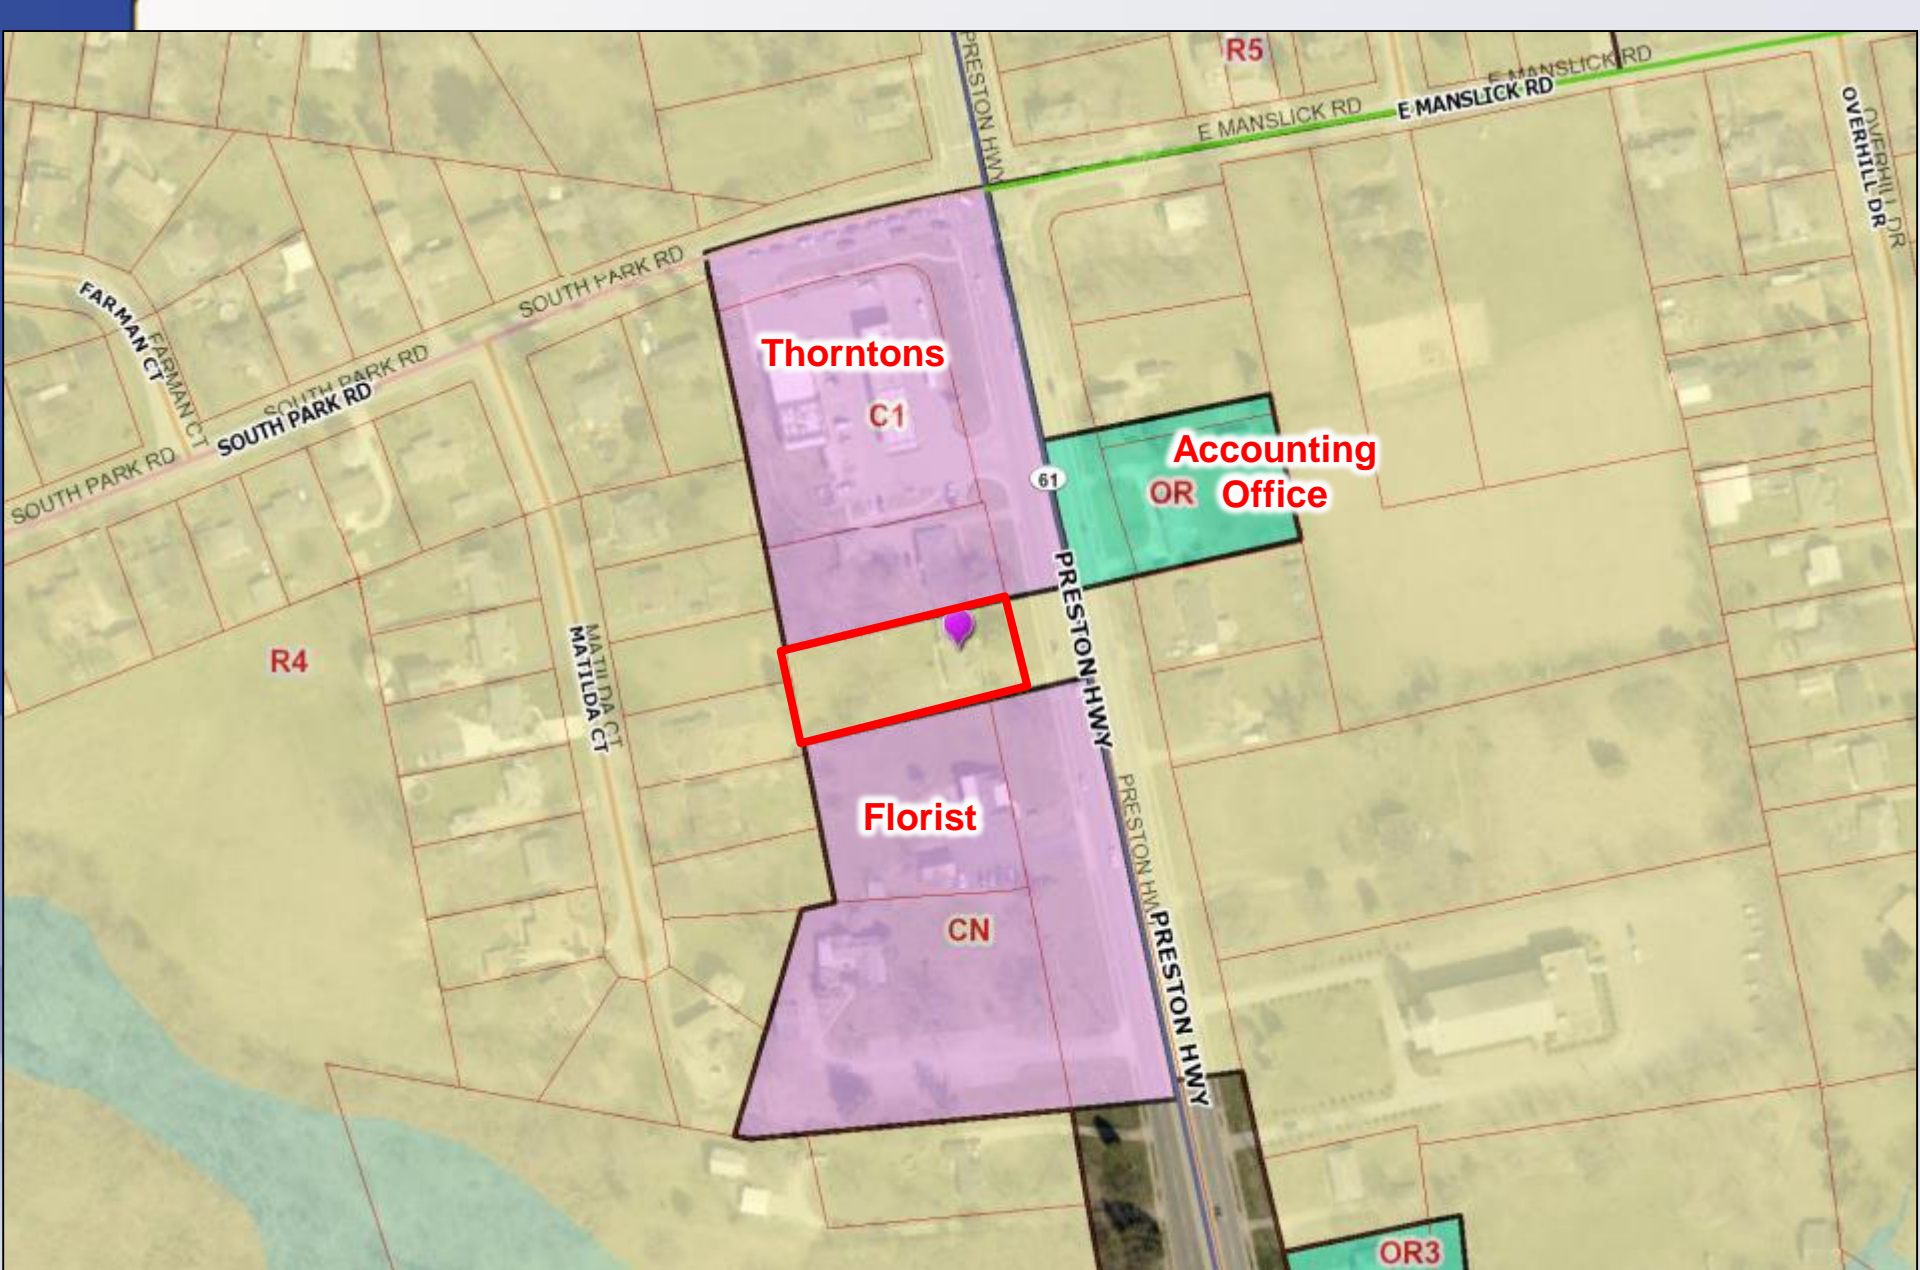 R5
PRESTON HWY
E MANSLICK RD
E MANSLICK RD
E MANSLICK RD
OVERHILL DR
OVERHILL DR
SOUTH PARK RD
FARMAN CT
FARMAN CT
SOUTH PARK RD
SOUTH PARK RD
SOUTH PARK RD
Thorntons
C1
Accounting
OR Office
61
PRESTON HWY
R4
MATILDA CT
MATILDA CT
PRESTON HWY
Florist
CN
PRESTON HWY
OR3